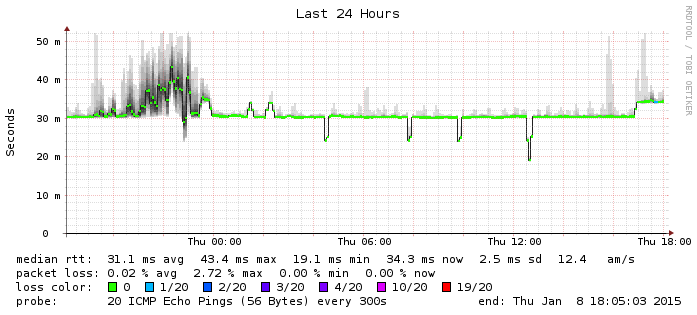 Last 24 Hours
RRDTOOL / TOBI OETIKER
Seconds
50 m
40 m
30 m
20 m
10 m
0
Thu 00:00 Thu 06:00 Thu 12:00 Thu 18:00
median rtt: 31.1 ms avg 43.4 ms max 19.1 ms min 34.3 ms now 2.5 ms sd 12.4 am/s
packet loss: 0.02 % avg 2.72 % max 0.00 % min 0.00 % now
loss color: 0 1/20 2/20 3/20 4/20 10/20 19/20
probe: 20 ICMP Echo Pings (56 Bytes) every 300s end: Thu Jan 8 18:05:03 2015